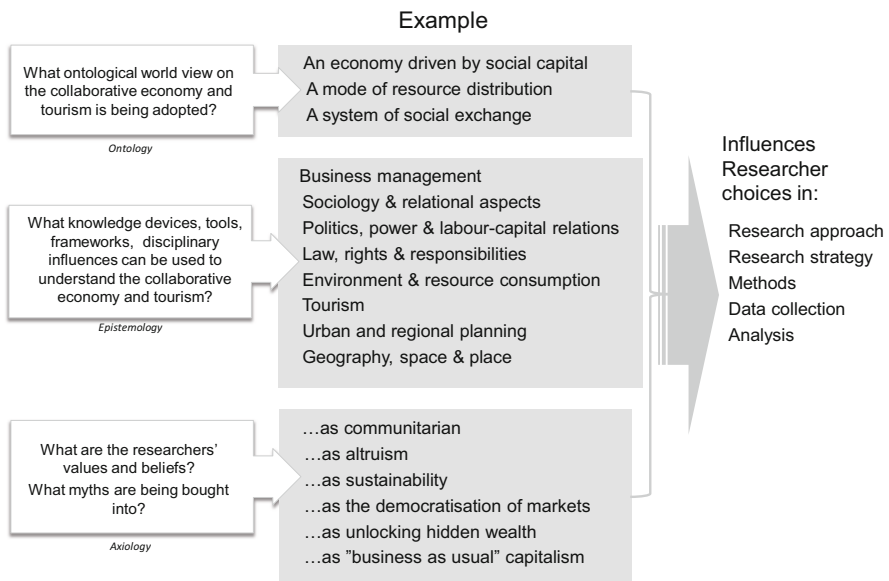 Example
What ontological world view on
the collaborative economy and
tourism is being adopted?
Ontology
An economy driven by social capital
A mode of resource distribution
A system of social exchange
What knowledge devices, tools,
frameworks, disciplinary
influences can be used to
understand the collaborative
economy and tourism?
Epistemology
Business management
Sociology & relational aspects
Politics, power & labour-capital relations
Law, rights & responsibilities
Environment & resource consumption
Tourism
Urban and regional planning
Geography, space & place
What are the researchers’
values and beliefs?
What myths are being bought
into?
Axiology
…as communitarian
…as altruism
…as sustainability
…as the democratisation of markets
…as unlocking hidden wealth
…as ”business as usual” capitalism
Influences
Researcher
choices in:
Research approach
Research strategy
Methods
Data collection
Analysis